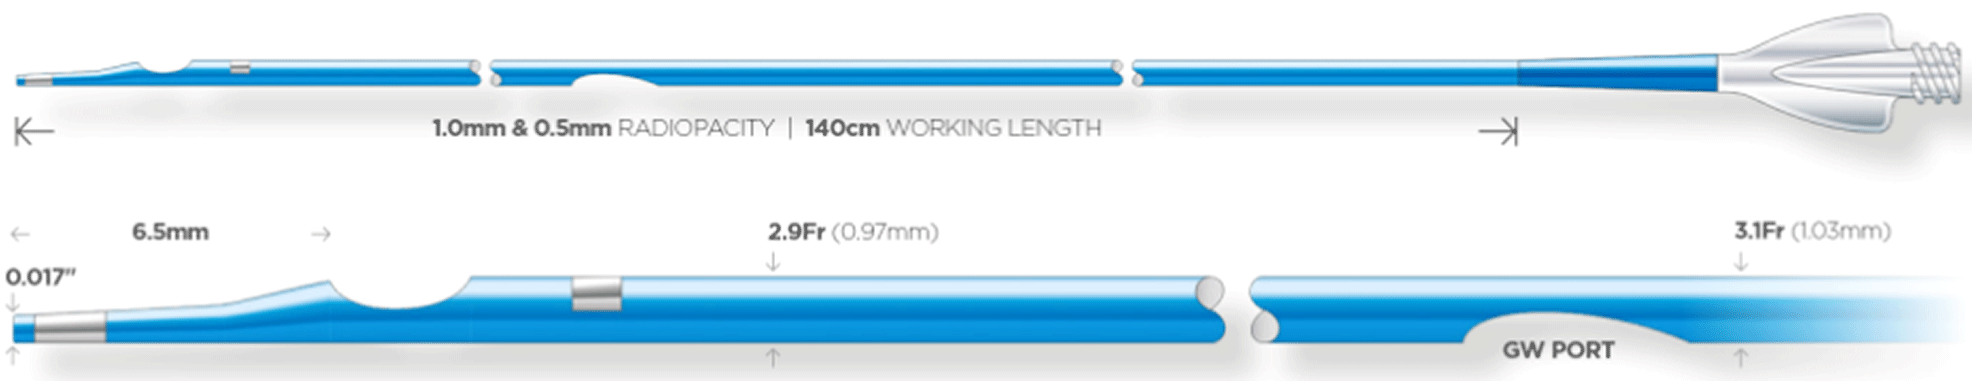 1.0mm & 0.5mm RADIOPACITY | 140cm WORKING LENGTH
6.5mm
2.9Fr (0.97mm)
3.1Fr (1.03mm)
0.017"
GW PORT